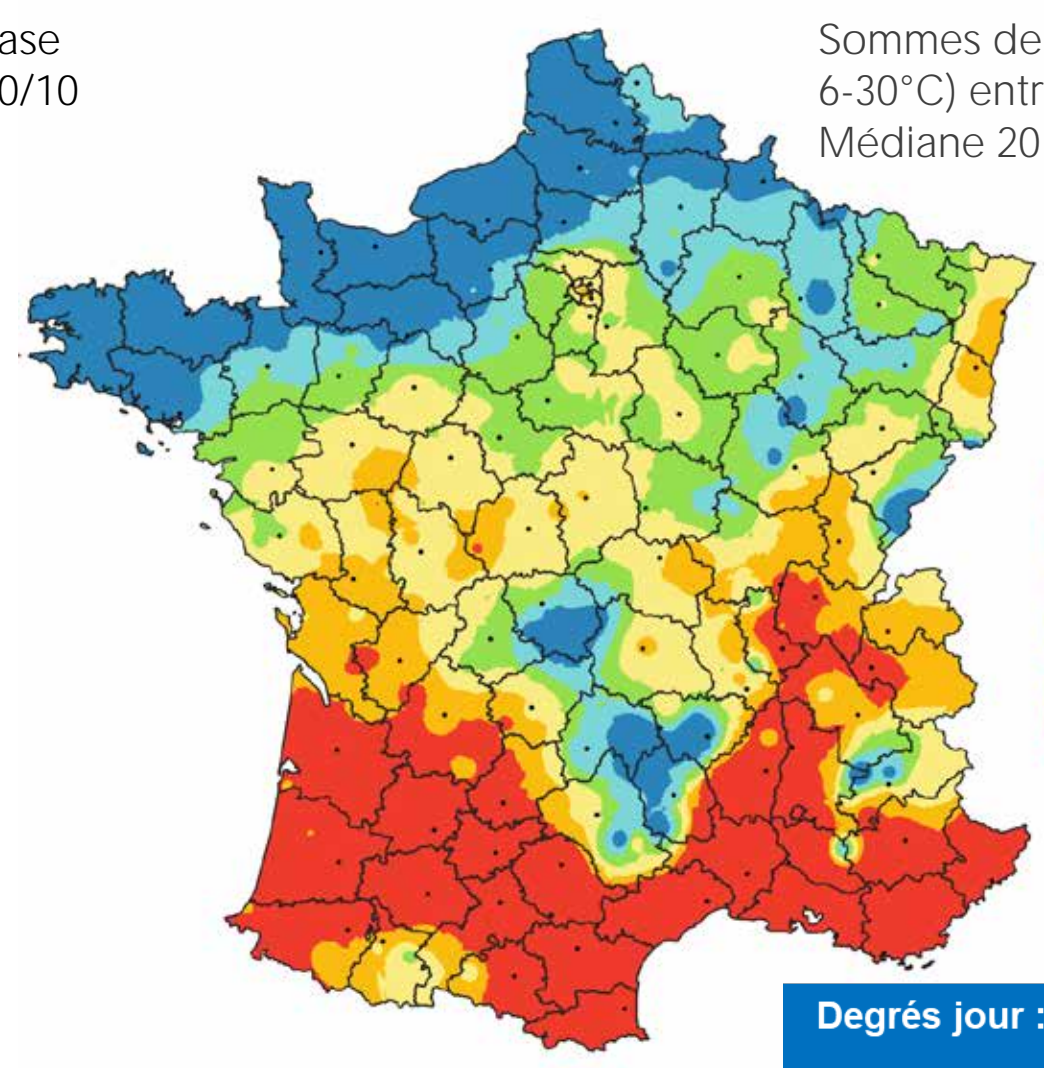 ase
0/10
Sommes de
6-30°C) entr
Médiane 20
Degrés jour :